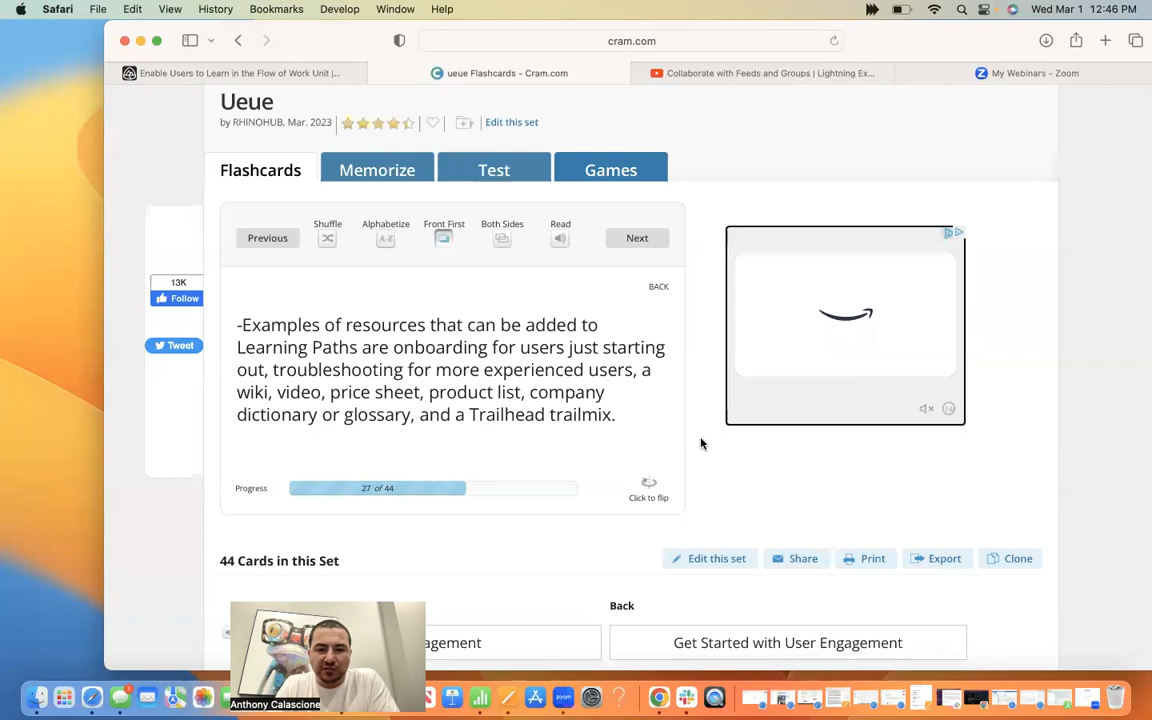 Safari File Edit View History Bookmarks Develop Window Help Wed Mar 1 12:46 PM
cram.com
Enable Users to Learn in the Flow of Work Unit |... ueue Flashcards - Cram.com Collaborate with Feeds and Groups | Lightning Ex... My Webinars - Zoom
Ueue
by RHINOHUB, Mar. 2023 Edit this set
Flashcards Memorize Test Games
Shuffle Alphabetize Front First Both Sides Read
Previous A-Z Next
BACK
13K
Follow
Tweet
-Examples of resources that can be added to
Learning Paths are onboarding for users just starting
out, troubleshooting for more experienced users, a
wiki, video, price sheet, product list, company
dictionary or glossary, and a Trailhead trailmix.
Progress 27 of 44 Click to flip
44 Cards in this Set Edit this set Share Print Export Clone
Back
agement Get Started with User Engagement
Anthony Calascione
zoom